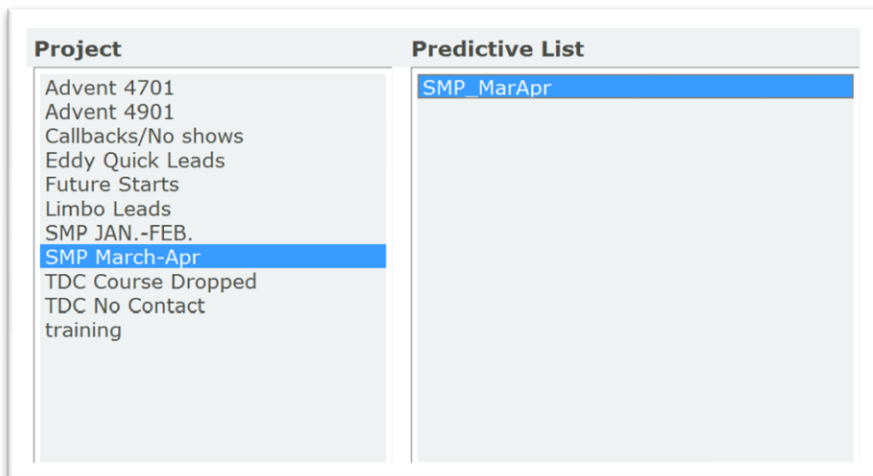 Project
Advent 4701
Advent 4901
Callbacks/No shows
Eddy Quick Leads
Future Starts
Limbo Leads
SMP JAN.-FEB.
SMP March-Apr
TDC Course Dropped
TDC No Contact
training
Predictive List
SMP_MarApr